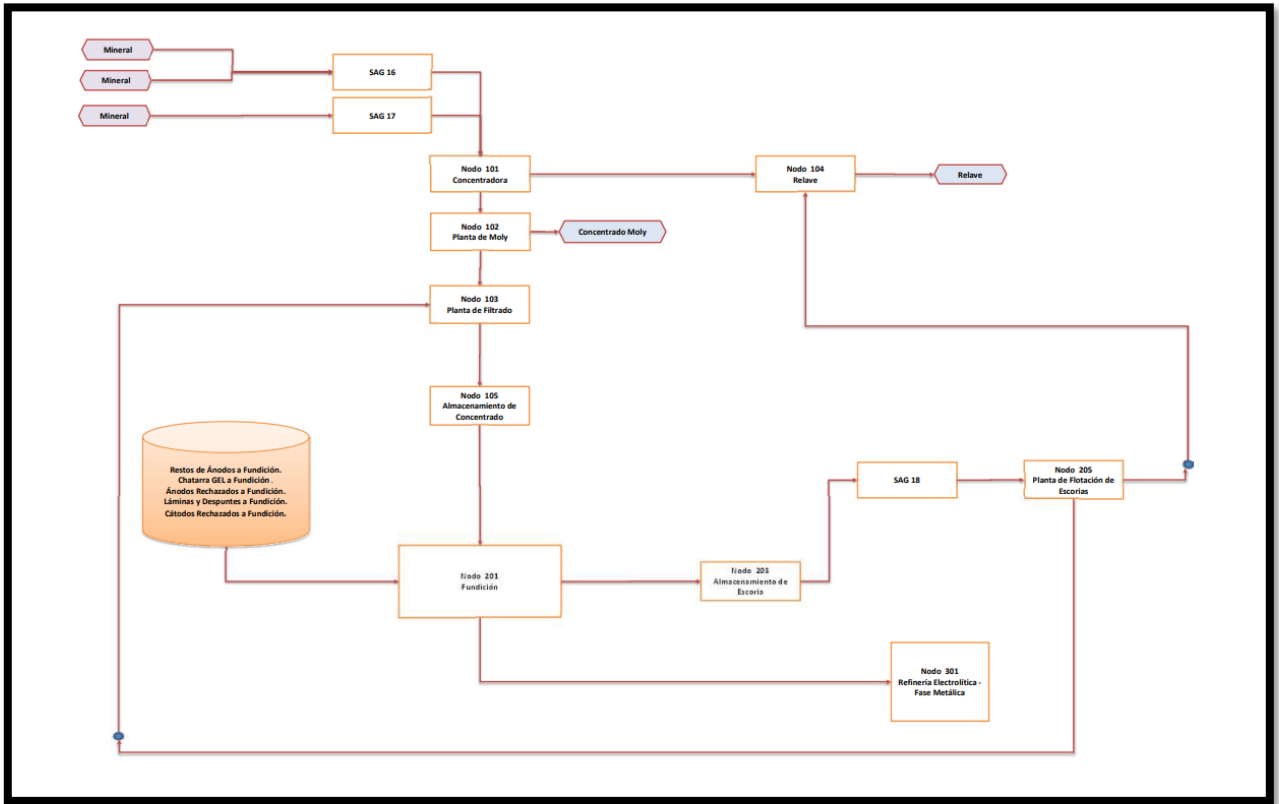 Mineral
Mineral
Mineral
SAG 16
SAG 17
Nodo 101
Concentradora
Nodo 104
Relave
Relave
Nodo 102
Planta de Moly
Concentrado Moly
Nodo 103
Planta de Filtrado
Nodo 105
Almacenamiento de
Concentrado
Restos de Ánodos a Fundición.
Chatarra GEL a Fundición .
Ánodos Rechazados a Fundición.
Láminas y Despuntes a Fundición.
Cátodos Rechazados a Fundición.
SAG 18
Nodo 205
Planta de Flotación de
Escorias
Nodo 201
Fundición
Nodo 203
Almacenamiento de
Escoria
Nodo 301
Refinería Electrolítica -
Fase Metálica